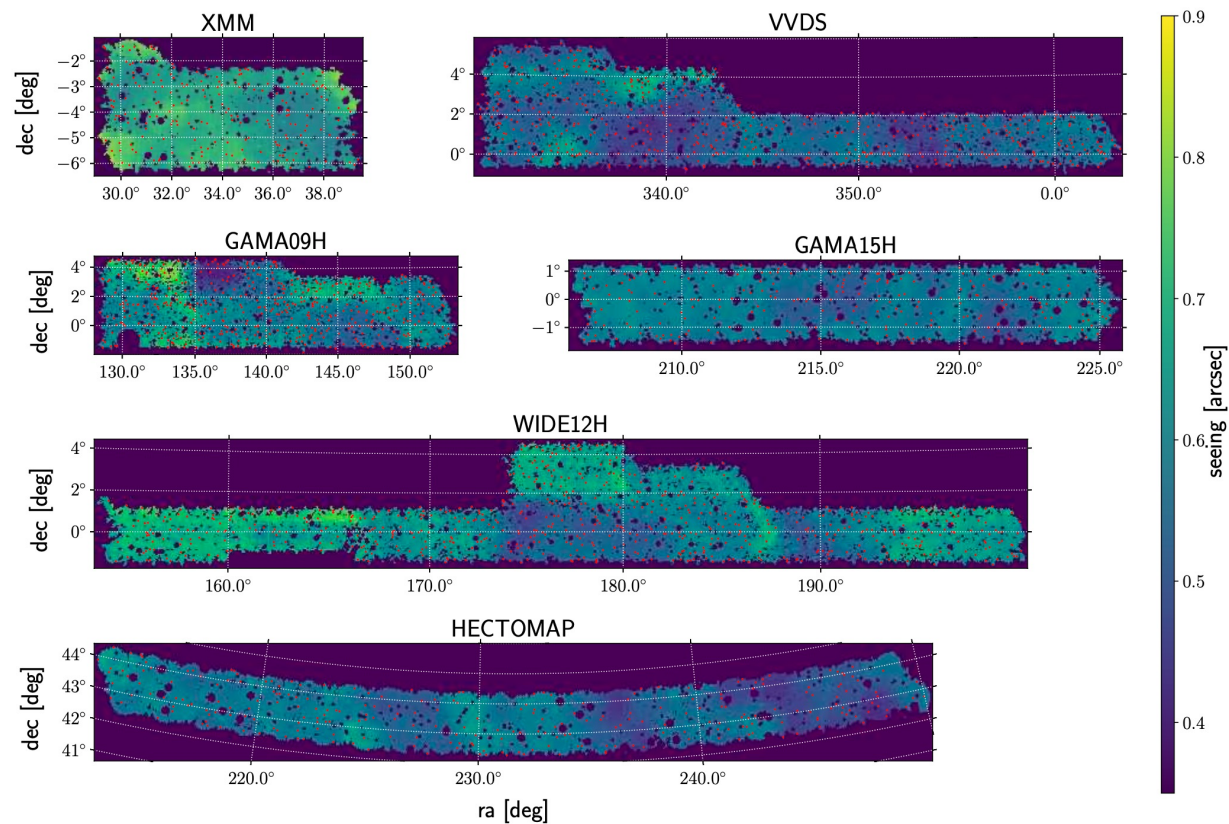 XMM
VVDS
−2°
−3°
−4°
−5°
−6°
dec [deg]
30.0° 32.0° 34.0° 36.0° 38.0°
4°
2°
0°
340.0° 350.0° 0.0°
GAMA09H
GAMA15H
4°
2°
0°
dec [deg]
130.0° 135.0° 140.0° 145.0° 150.0°
1°
0°
−1°
210.0° 215.0° 220.0° 225.0°
WIDE12H
4°
2°
0°
dec [deg]
160.0° 170.0° 180.0° 190.0°
HECTOMAP
44°
43°
42°
41°
dec [deg]
220.0° 230.0° 240.0°
ra [deg]
0.9
0.8
0.7
0.6
0.5
0.4
seeing [arcsec]